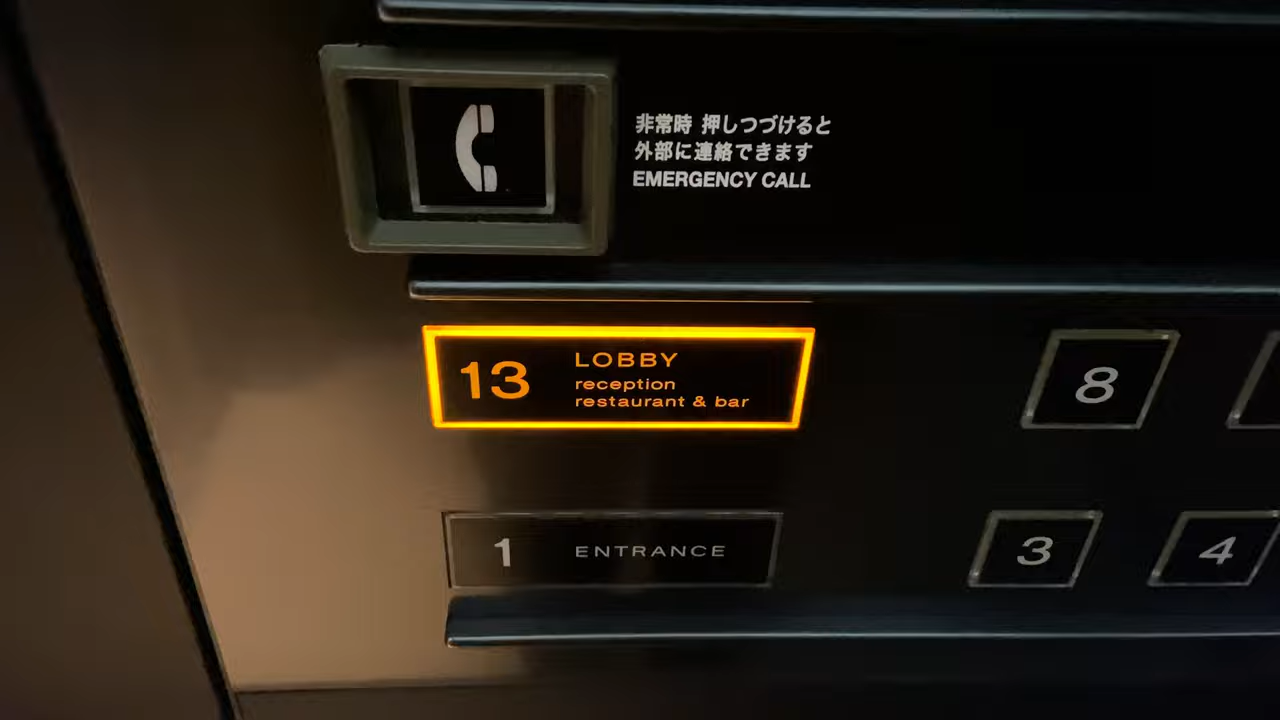 非常時 押しつづけると
外部に連絡できます
EMERGENCY CALL
13
LOBBY
reception
restaurant & bar
8
1
ENTRANCE
3
4